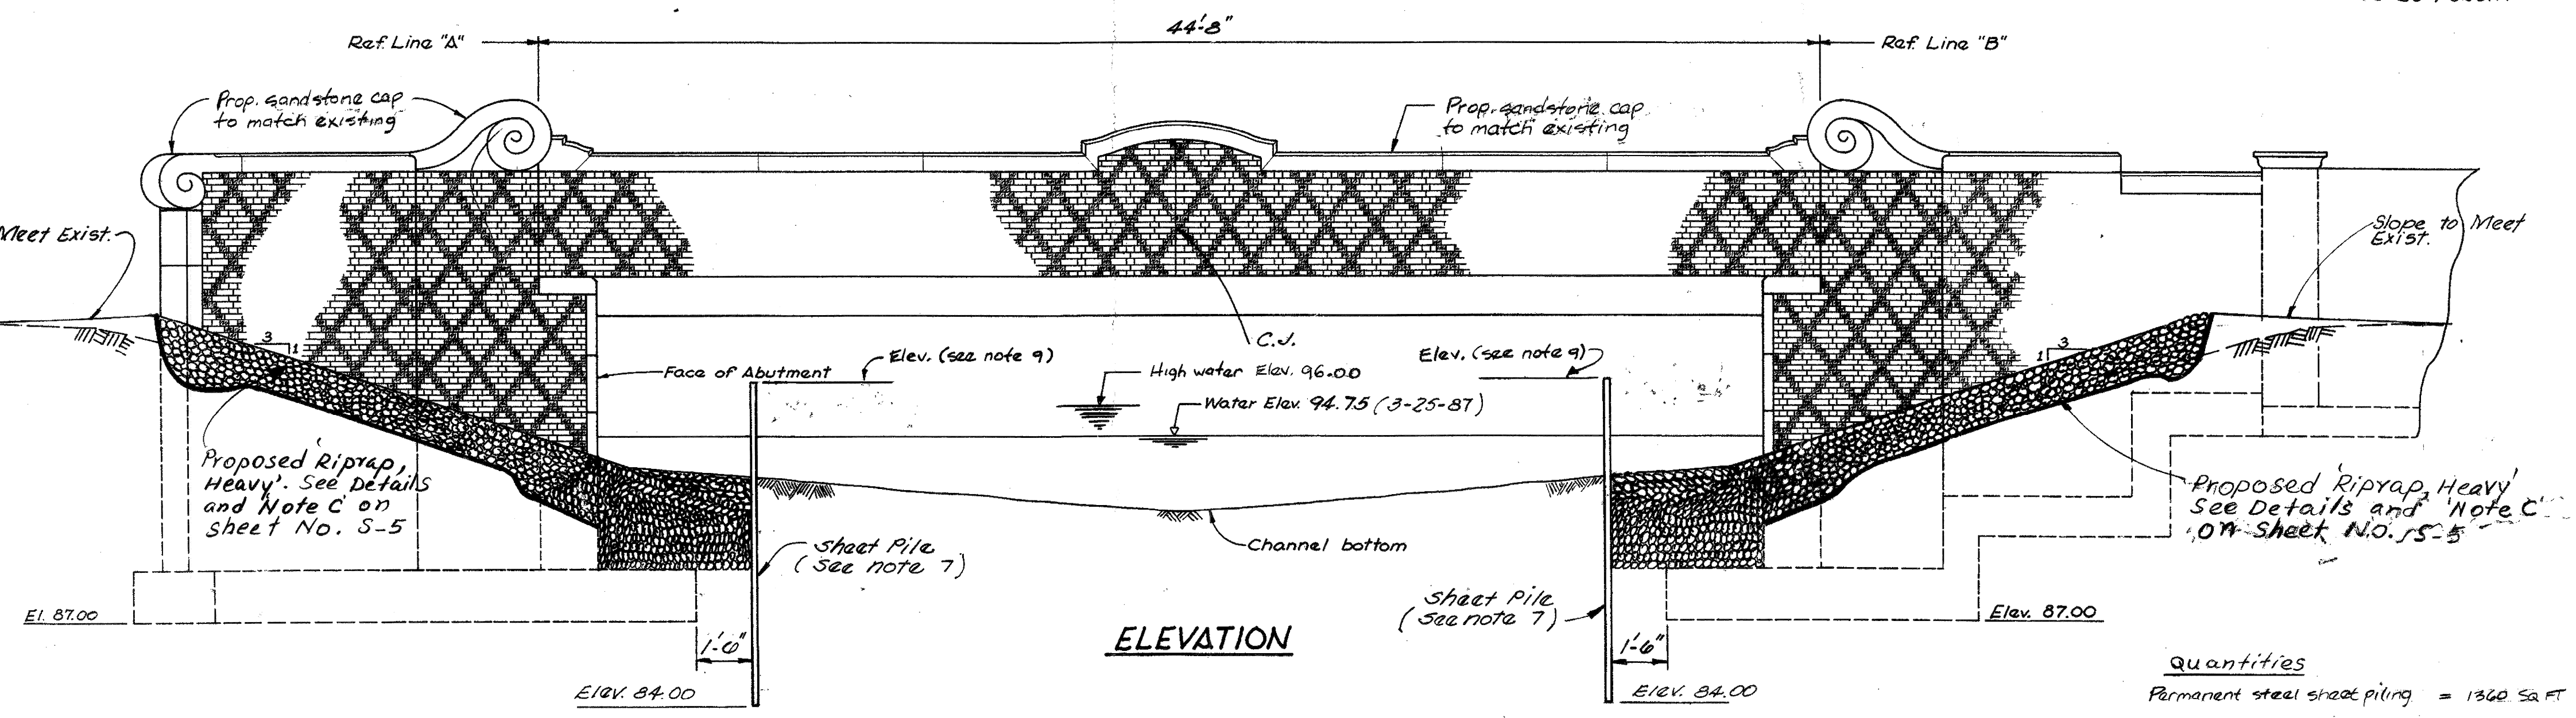 44'-8"
Ref. Line "A"
Ref. Line "B"
Prop. sandstone cap
to match existing
Prop. sandstone cap
to match existing
Meet Exist.
Slope to Meet
Exist.
3
1
C.J.
3
1
Elev. (see note 9)
Elev. (see note 9)
Face of Abutment
High water Elev. 96.00
Water Elev. 94.75 (3-25-87)
Proposed 'Riprap,
Heavy'. See Details
and 'Note C' on
sheet No. S-5
Proposed 'Riprap, Heavy'
See Details and 'Note C'
on Sheet NO. S-5
Channel bottom
Sheet Pile
(see note 7)
Sheet Pile
(see note 7)
El. 87.00
Elev. 87.00
ELEVATION
1'-6"
1'-6"
Elev. 84.00
Elev. 84.00
Quantities
Permanent steel sheet piling = 1360 SQ FT